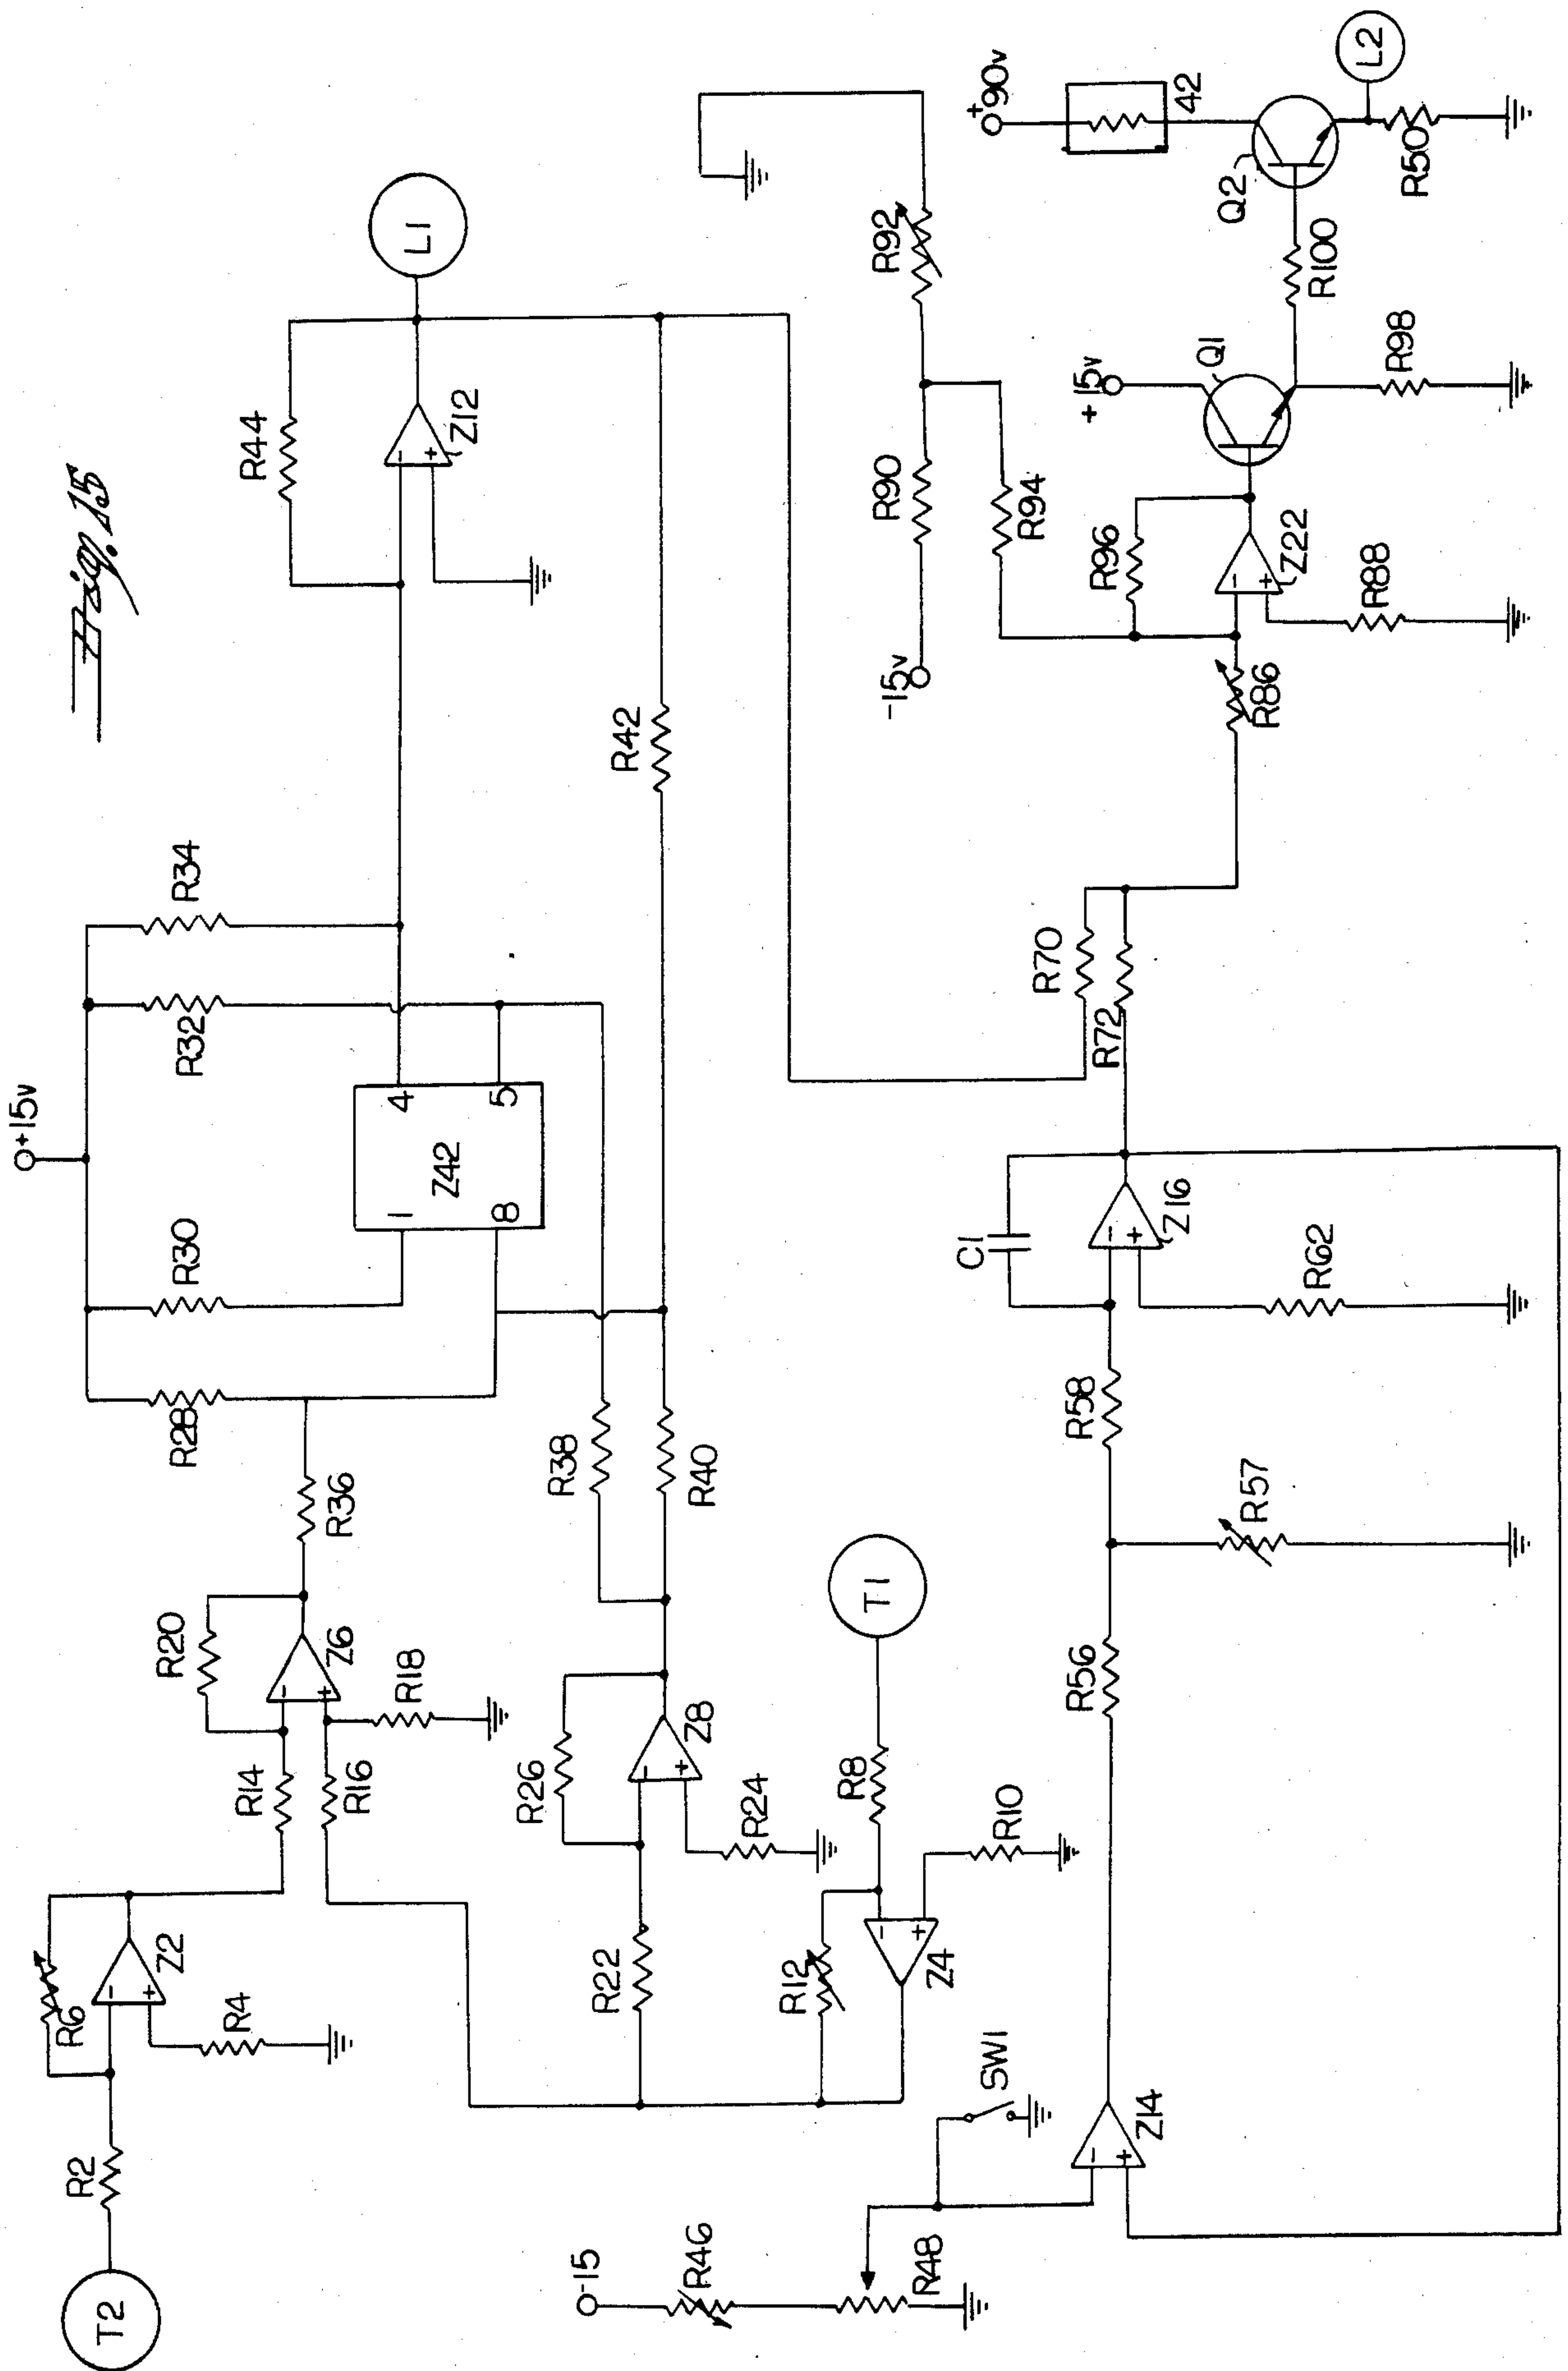 Fig. 15
T2
R2
R6
Z2
R4
R14
R16
R20
Z6
R18
R36
R28
R30
+15v
R32
R34
1
8
Z42
4
5
R44
-
+
Z12
L1
R22
R26
Z8
R24
R38
R40
R42
T1
R8
R12
Z4
R10
-15
R46
R48
SW1
Z14
R56
R57
R58
C1
Z16
R62
R70
R72
R86
-15v
R90
R92
R94
R96
Z22
R88
+15v
Q1
R98
R100
+90v
42
Q2
L2
R50